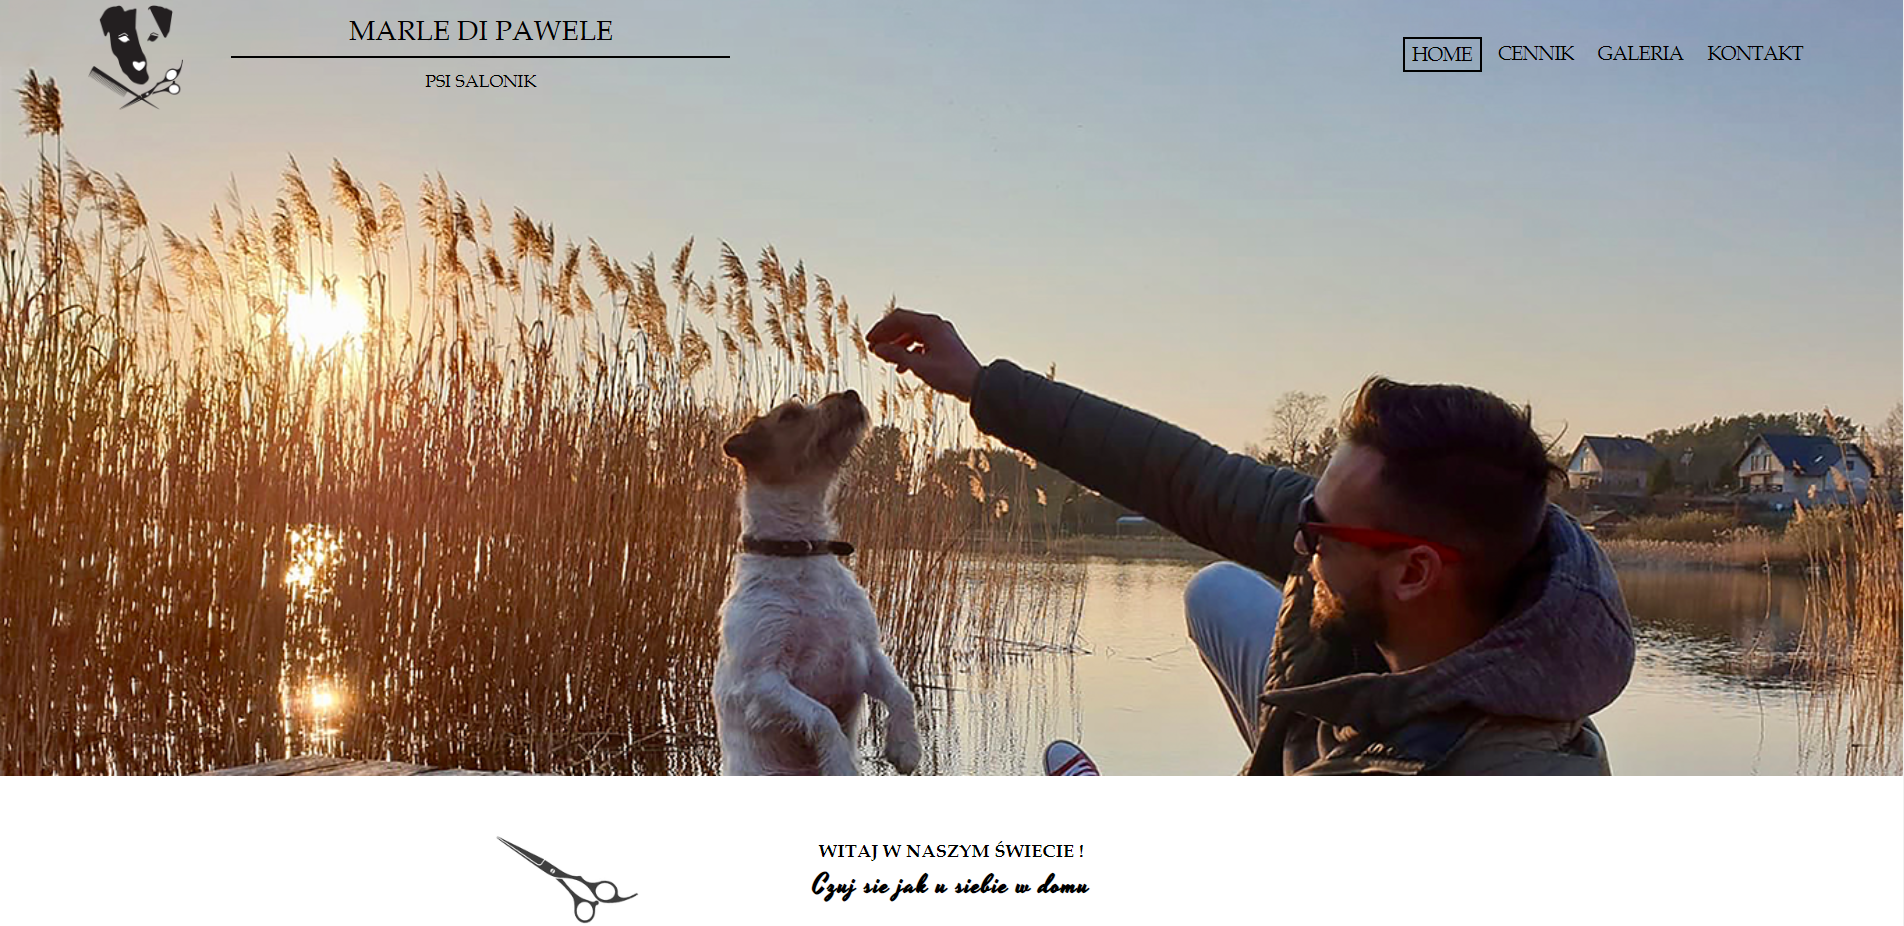 MARLE DI PAWELE
PSI SALONIK
HOME CENNIK GALERIA KONTAKT
WITAJ W NASZYM ŚWIECIE !
Czuj sie jak u siebie w domu